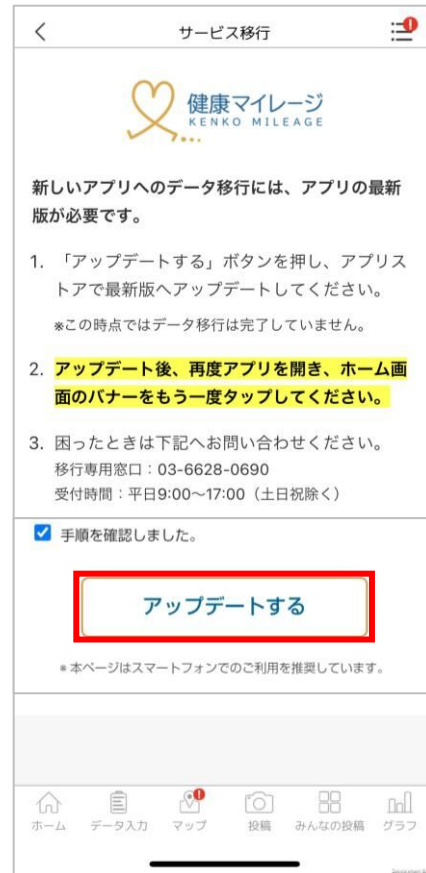 サービス移行
健康マイレージ
KENKO MILEAGE
新しいアプリへのデータ移行には、アプリの最新
版が必要です。
1. 「アップデートする」ボタンを押し、アプリス
トアで最新版へアップデートしてください。
※この時点ではデータ移行は完了していません。
2. アップデート後、再度アプリを開き、ホーム画
面のバナーをもう一度タップしてください。
3. 困ったときは下記へお問い合わせください。
移行専用窓口：03-6628-0690
受付時間：平日9:00〜17:00（土日祝除く）
手順を確認しました。
アップデートする
※本ページはスマートフォンでのご利用を推奨しています。
ホーム データ入力 マップ 投稿 みんなの投稿 グラフ